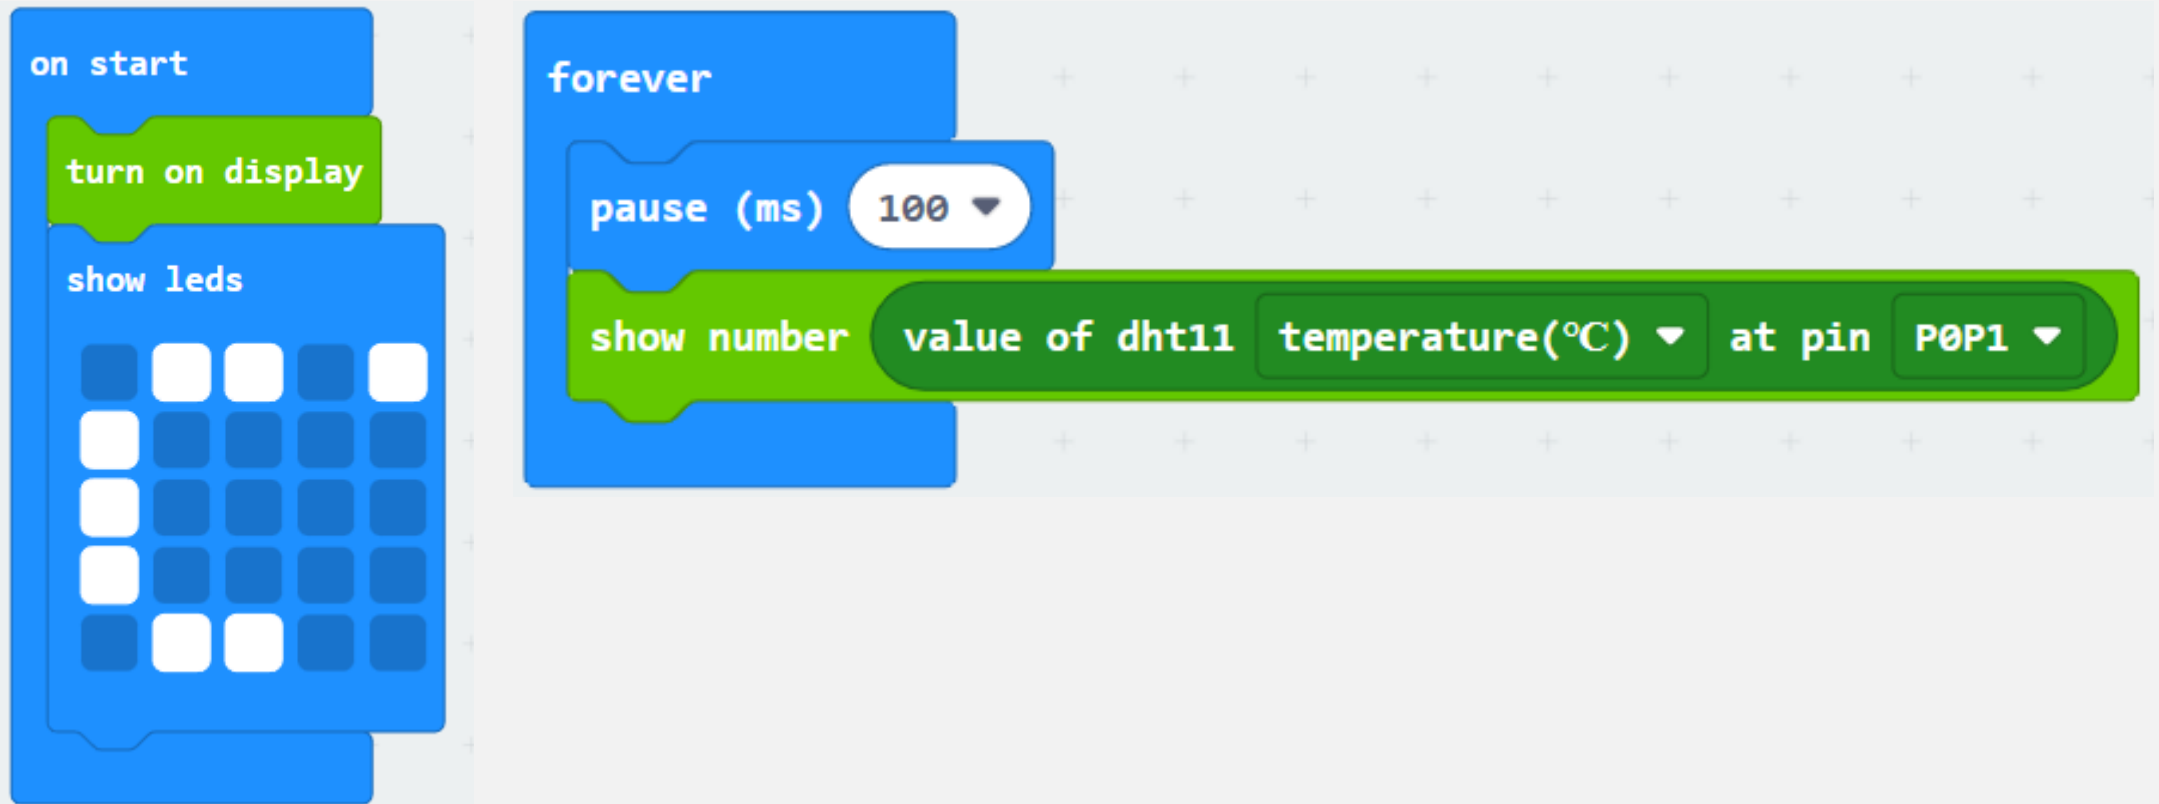 on start
turn on display
show leds
forever
pause (ms) 100
show number value of dht11 temperature(℃) at pin P0P1